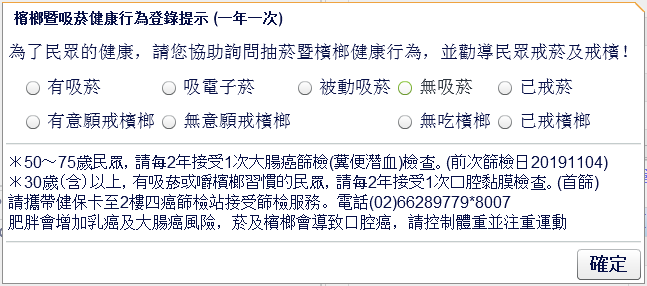 檳榔暨吸菸健康行為登錄提示 (一年一次)
為了民眾的健康，請您協助詢問抽菸暨檳榔健康行為，並勸導民眾戒菸及戒檳！
有吸菸 吸電子菸 被動吸菸 無吸菸 已戒菸
有意願戒檳榔 無意願戒檳榔 無吃檳榔 已戒檳榔
＊50～75歲民眾，請每2年接受1次大腸癌篩檢(糞便潛血)檢查。(前次篩檢日20191104)
＊30歲(含)以上，有吸菸或嚼檳榔習慣的民眾，請每2年接受1次口腔黏膜檢查。(首篩)
請攜帶健保卡至2樓四癌篩檢站接受篩檢服務。電話(02)66289779*8007
肥胖會增加乳癌及大腸癌風險，菸及檳榔會導致口腔癌，請控制體重並注重運動
確定